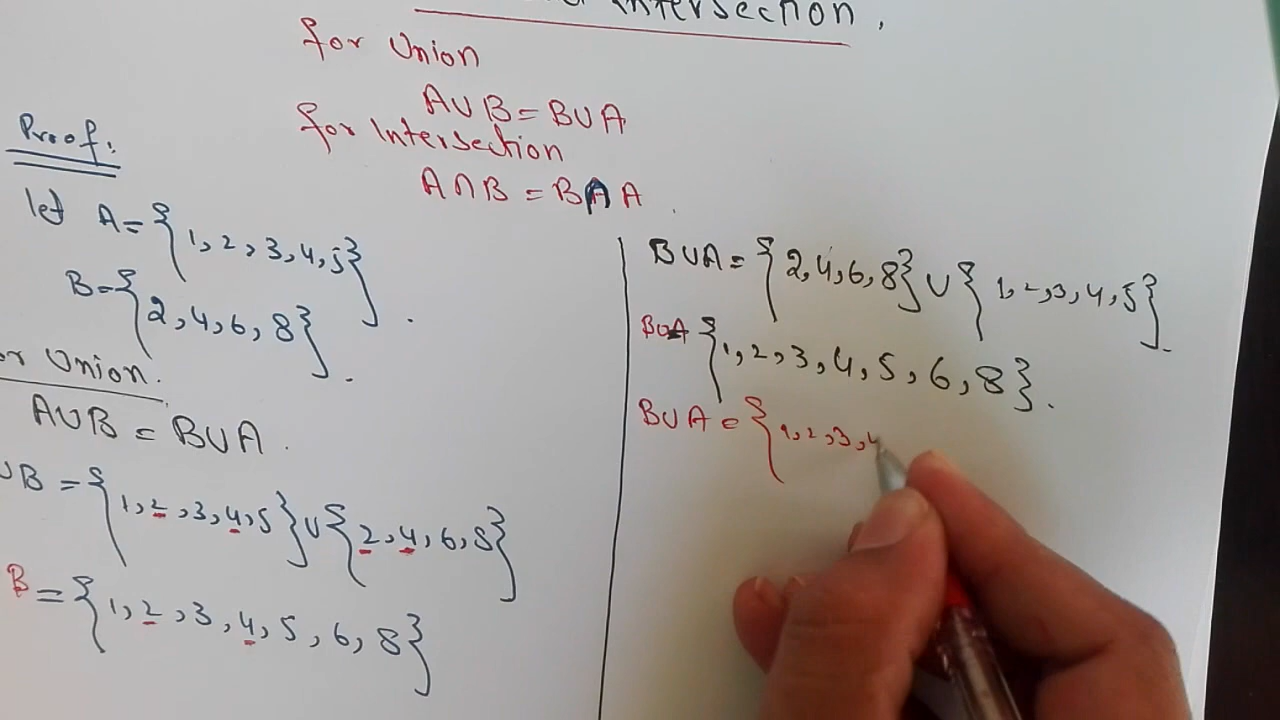 Intersection.
for Union
A∪B = B∪A
for Intersection
A∩B = B∩A.
Proof:
let A = {1, 2, 3, 4, 5}.
B = {2, 4, 6, 8}.
Union.
A∪B = B∪A.
∪B = {1, 2, 3, 4, 5} ∪ {2, 4, 6, 8}
B = {1, 2, 3, 4, 5, 6, 8}
B∪A = {2, 4, 6, 8} ∪ {1, 2, 3, 4, 5}.
B∪A {1, 2, 3, 4, 5, 6, 8}.
B∪A = {1, 2, 3, 4